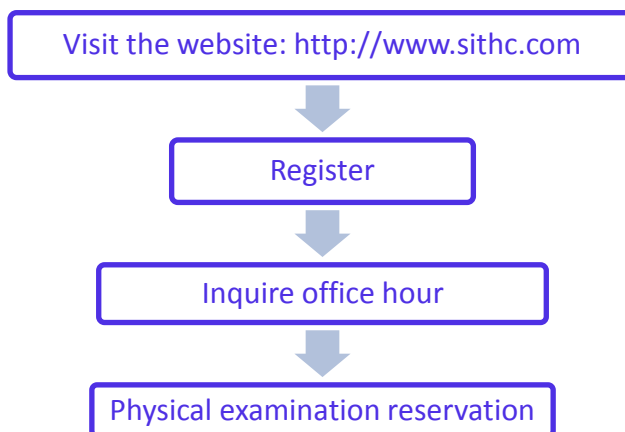 Visit the website: http://www.sithc.com
Register
Inquire office hour
Physical examination reservation